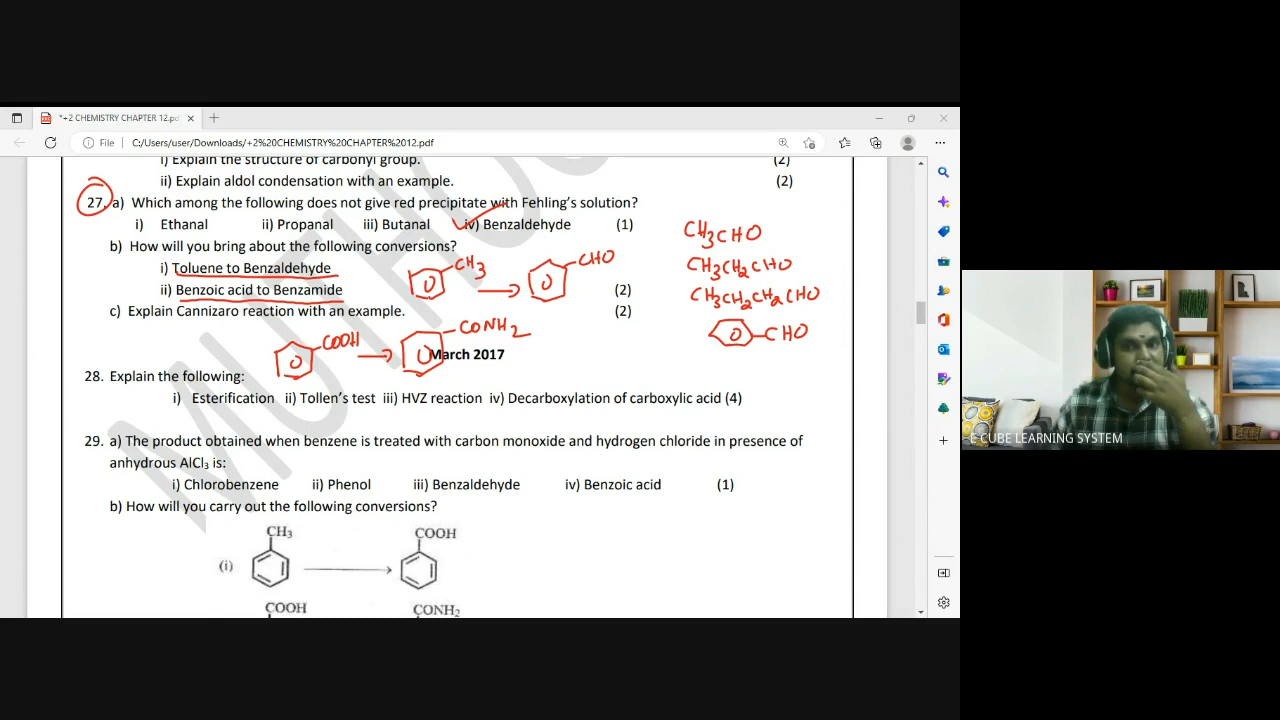 *+2 CHEMISTRY CHAPTER 12.pd
File C:/Users/user/Downloads/+2%20CHEMISTRY%20CHAPTER%2012.pdf
i) Explain the structure of carbonyl group. (2)
ii) Explain aldol condensation with an example. (2)
27. a) Which among the following does not give red precipitate with Fehling's solution?
i) Ethanal ii) Propanal iii) Butanal iv) Benzaldehyde (1)
CH3CHO
b) How will you bring about the following conversions?
i) Toluene to Benzaldehyde
CH3 CHO
CH3CH2CHO
ii) Benzoic acid to Benzamide (2)
CH3CH2CH2CHO
c) Explain Cannizaro reaction with an example. (2)
COOH CONH2
CHO
March 2017
28. Explain the following:
i) Esterification ii) Tollen's test iii) HVZ reaction iv) Decarboxylation of carboxylic acid (4)
29. a) The product obtained when benzene is treated with carbon monoxide and hydrogen chloride in presence of
anhydrous AlCl3 is:
i) Chlorobenzene ii) Phenol iii) Benzaldehyde iv) Benzoic acid (1)
b) How will you carry out the following conversions?
CH3 COOH
(i)
COOH CONH2
E CUBE LEARNING SYSTEM